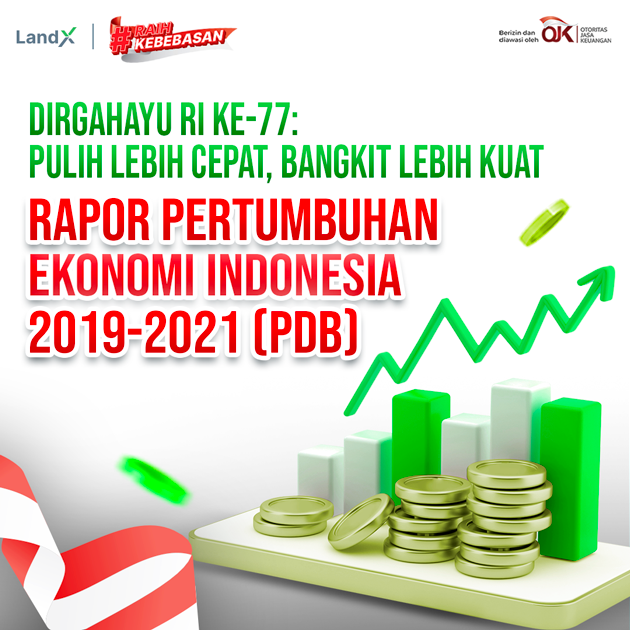 LandX
#RAIH
KEBEBASAN
Berizin dan
diawasi oleh
OJK
OTORITAS
JASA
KEUANGAN
DIRGAHAYU RI KE-77:
PULIH LEBIH CEPAT, BANGKIT LEBIH KUAT
RAPOR PERTUMBUHAN
EKONOMI INDONESIA
2019-2021 (PDB)